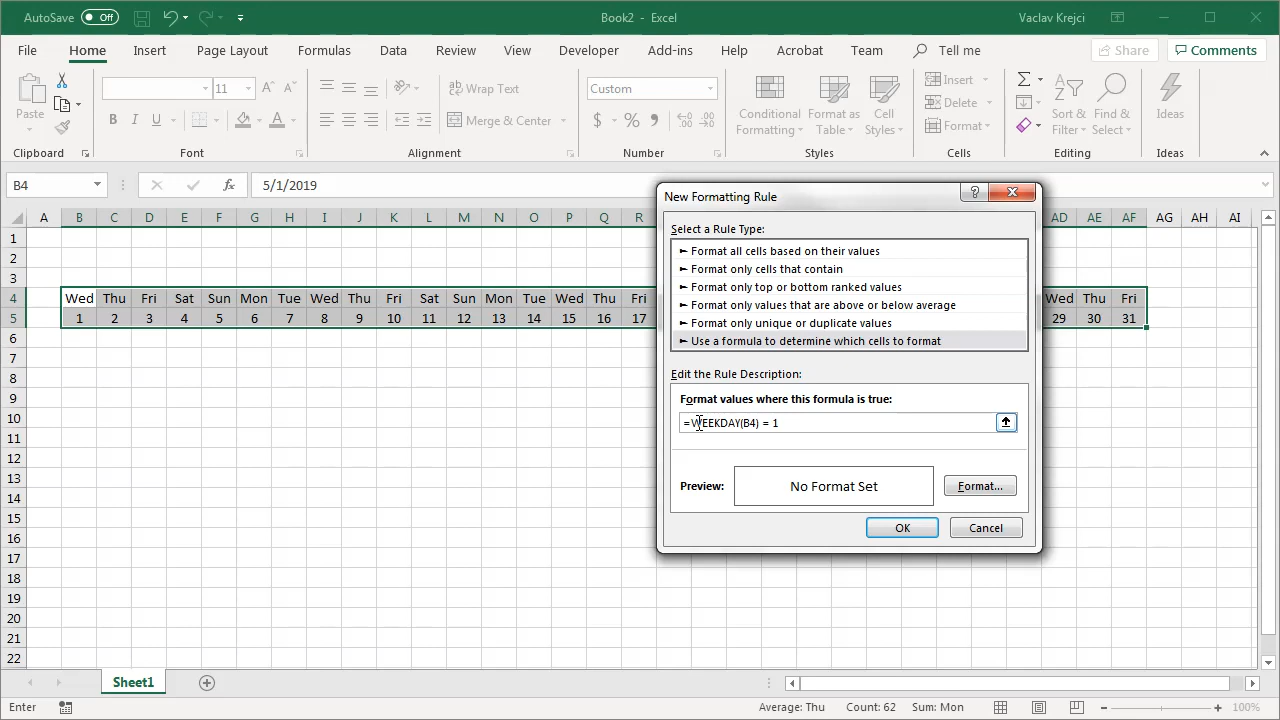 AutoSave Off Book2 - Excel Vaclav Krejci
File Home Insert Page Layout Formulas Data Review View Developer Add-ins Help Acrobat Team Tell me Share Comments
11 Wrap Text Custom Insert
Paste Conditional Formatting Format as Table Cell Styles Delete Sort & Filter Find & Select Ideas
B I U A Merge & Center $ % Format
Clipboard Font Alignment Number Styles Cells Editing Ideas
B4 fx 5/1/2019
A B C D E F G H I J K L M N O P Q R AD AE AF AG AH AI
1
2
3
4 Wed Thu Fri Sat Sun Mon Tue Wed Thu Fri Sat Sun Mon Tue Wed Thu Fri Wed Thu Fri
5 1 2 3 4 5 6 7 8 9 10 11 12 13 14 15 16 17 29 30 31
6
7
8
9
10
11
12
13
14
15
16
17
18
19
20
21
22
New Formatting Rule
Select a Rule Type:
► Format all cells based on their values
► Format only cells that contain
► Format only top or bottom ranked values
► Format only values that are above or below average
► Format only unique or duplicate values
► Use a formula to determine which cells to format
Edit the Rule Description:
Format values where this formula is true:
=WEEKDAY(B4) = 1
Preview: No Format Set Format...
OK Cancel
Sheet1
Enter Average: Thu Count: 62 Sum: Mon 100%